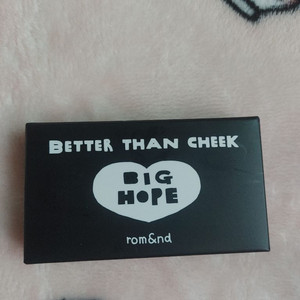 BETTER THAN CHEEK
BIG
HOPE
rom&nd